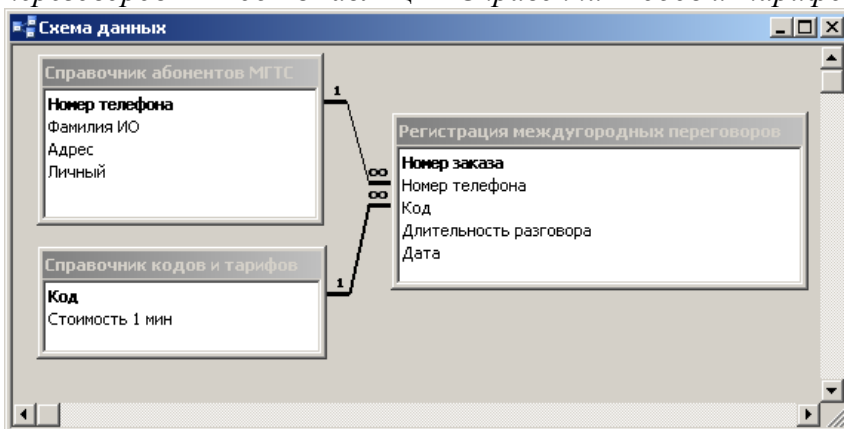 Схема данных
Справочник абонентов МГТС
Номер телефона
Фамилия ИО
Адрес
Личный
1
Регистрация междугородных переговоров
Номер заказа
Номер телефона
Код
Длительность разговора
Дата
∞
∞
Справочник кодов и тарифов
Код
Стоимость 1 мин
1